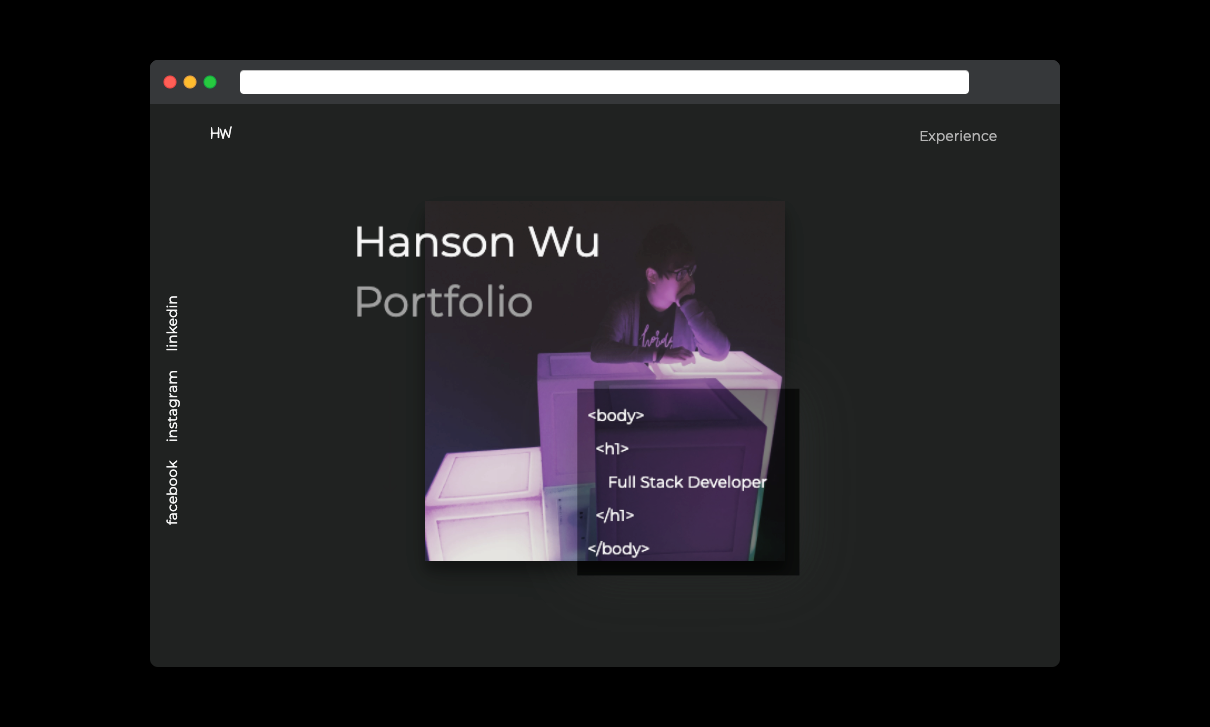 HW
Experience
Hanson Wu
Portfolio
linkedin
instagram
facebook
<body>
<h1>
Full Stack Developer
</h1>
</body>